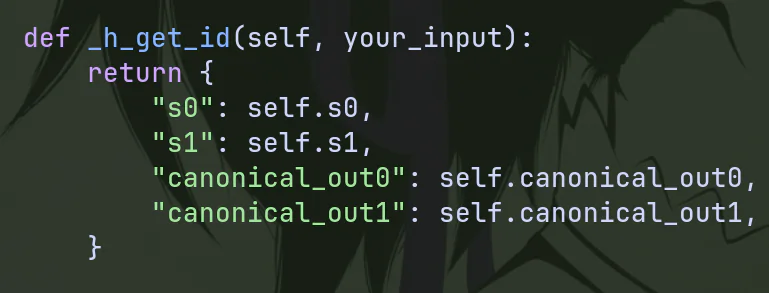 def _h_get_id(self, your_input):
    return {
        "s0": self.s0,
        "s1": self.s1,
        "canonical_out0": self.canonical_out0,
        "canonical_out1": self.canonical_out1,
    }